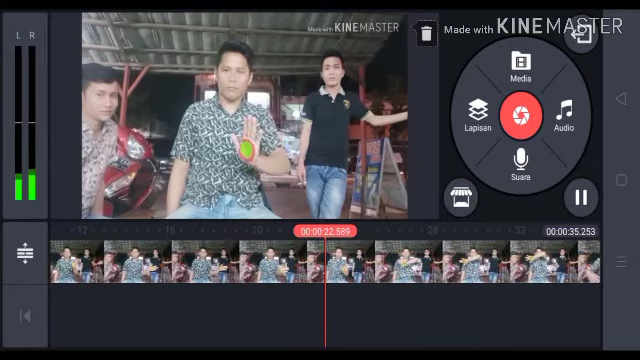 L R
Made with KINEMASTER
Made with KINEMASTER
Media
Lapisan
Audio
Suara
12
16
20
00:00:22.589
28
32
00:00:35.253